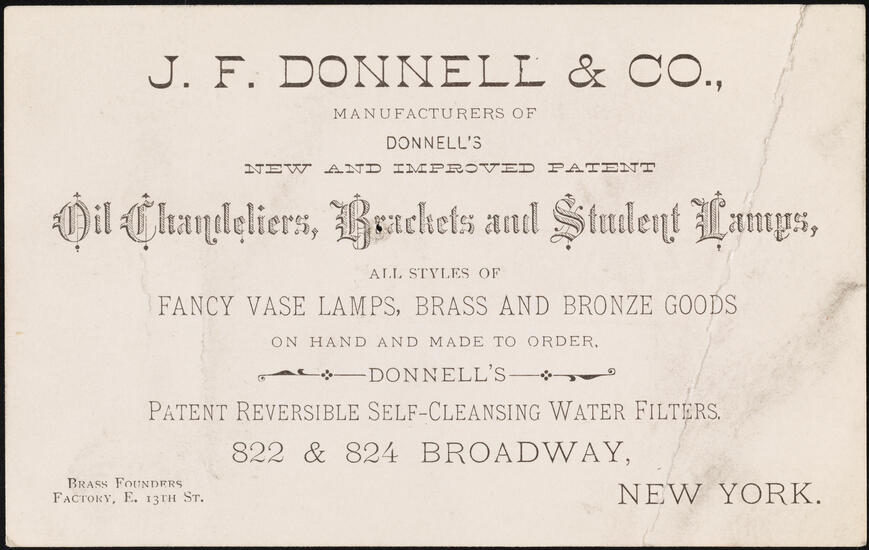 J. F. DONNELL & CO.,
MANUFACTURERS OF
DONNELL'S
NEW AND IMPROVED PATENT
Oil Chandeliers, Brackets and Student Lamps,
ALL STYLES OF
FANCY VASE LAMPS, BRASS AND BRONZE GOODS
ON HAND AND MADE TO ORDER,
DONNELL'S
PATENT REVERSIBLE SELF-CLEANSING WATER FILTERS.
822 & 824 BROADWAY,
NEW YORK.
BRASS FOUNDERS
FACTORY, E. 13TH ST.